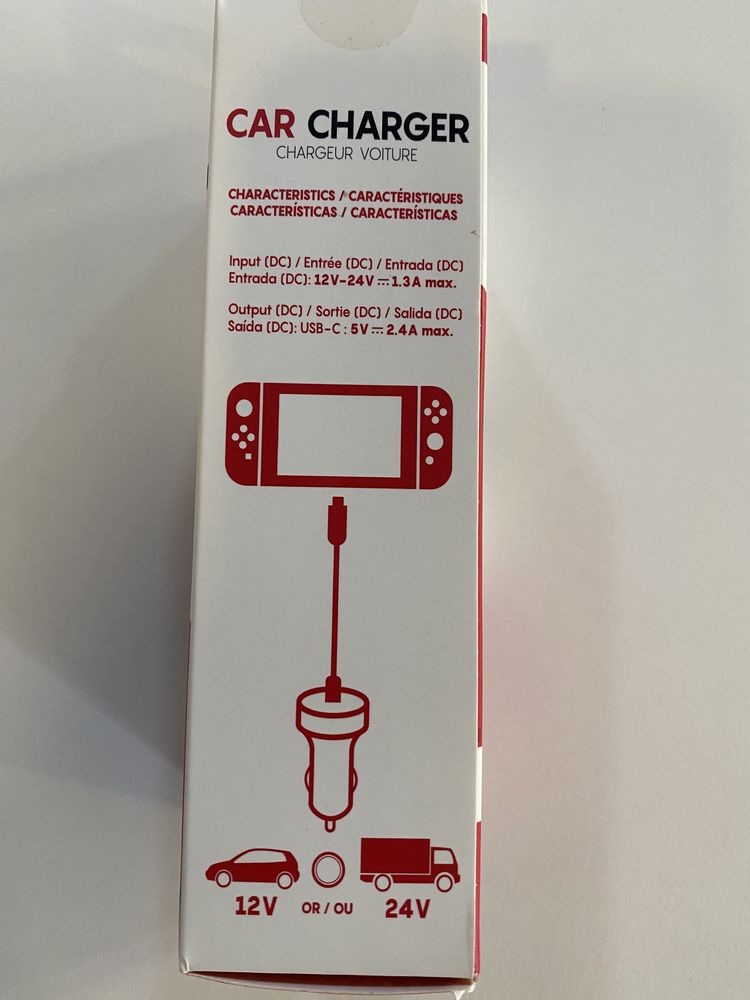 CAR CHARGER
CHARGEUR VOITURE
CHARACTERISTICS / CARACTÉRISTIQUES
CARACTERÍSTICAS / CARACTERÍSTICAS
Input (DC) / Entrée (DC) / Entrada (DC)
Entrada (DC): 12V-24V ⎓ 1.3A max.
Output (DC) / Sortie (DC) / Salida (DC)
Saída (DC): USB-C : 5V ⎓ 2.4A max.
12V OR / OU 24V